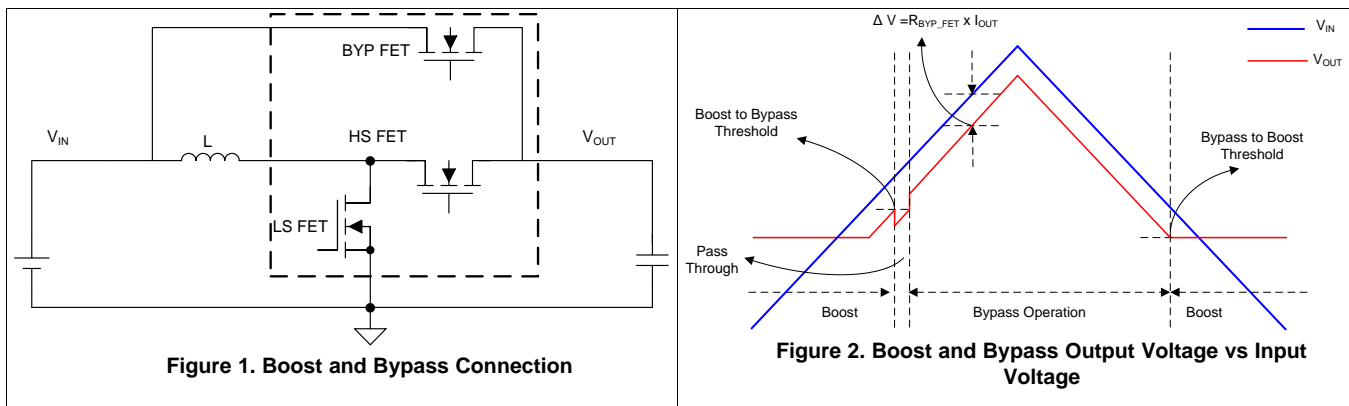 BYP FET
V_IN
L
HS FET
V_OUT
LS FET
Figure 1. Boost and Bypass Connection
Δ V =R_BYP_FET x I_OUT
V_IN
V_OUT
Boost to Bypass
Threshold
Bypass to Boost
Threshold
Pass
Through
Boost
Bypass Operation
Boost
Figure 2. Boost and Bypass Output Voltage vs Input
Voltage